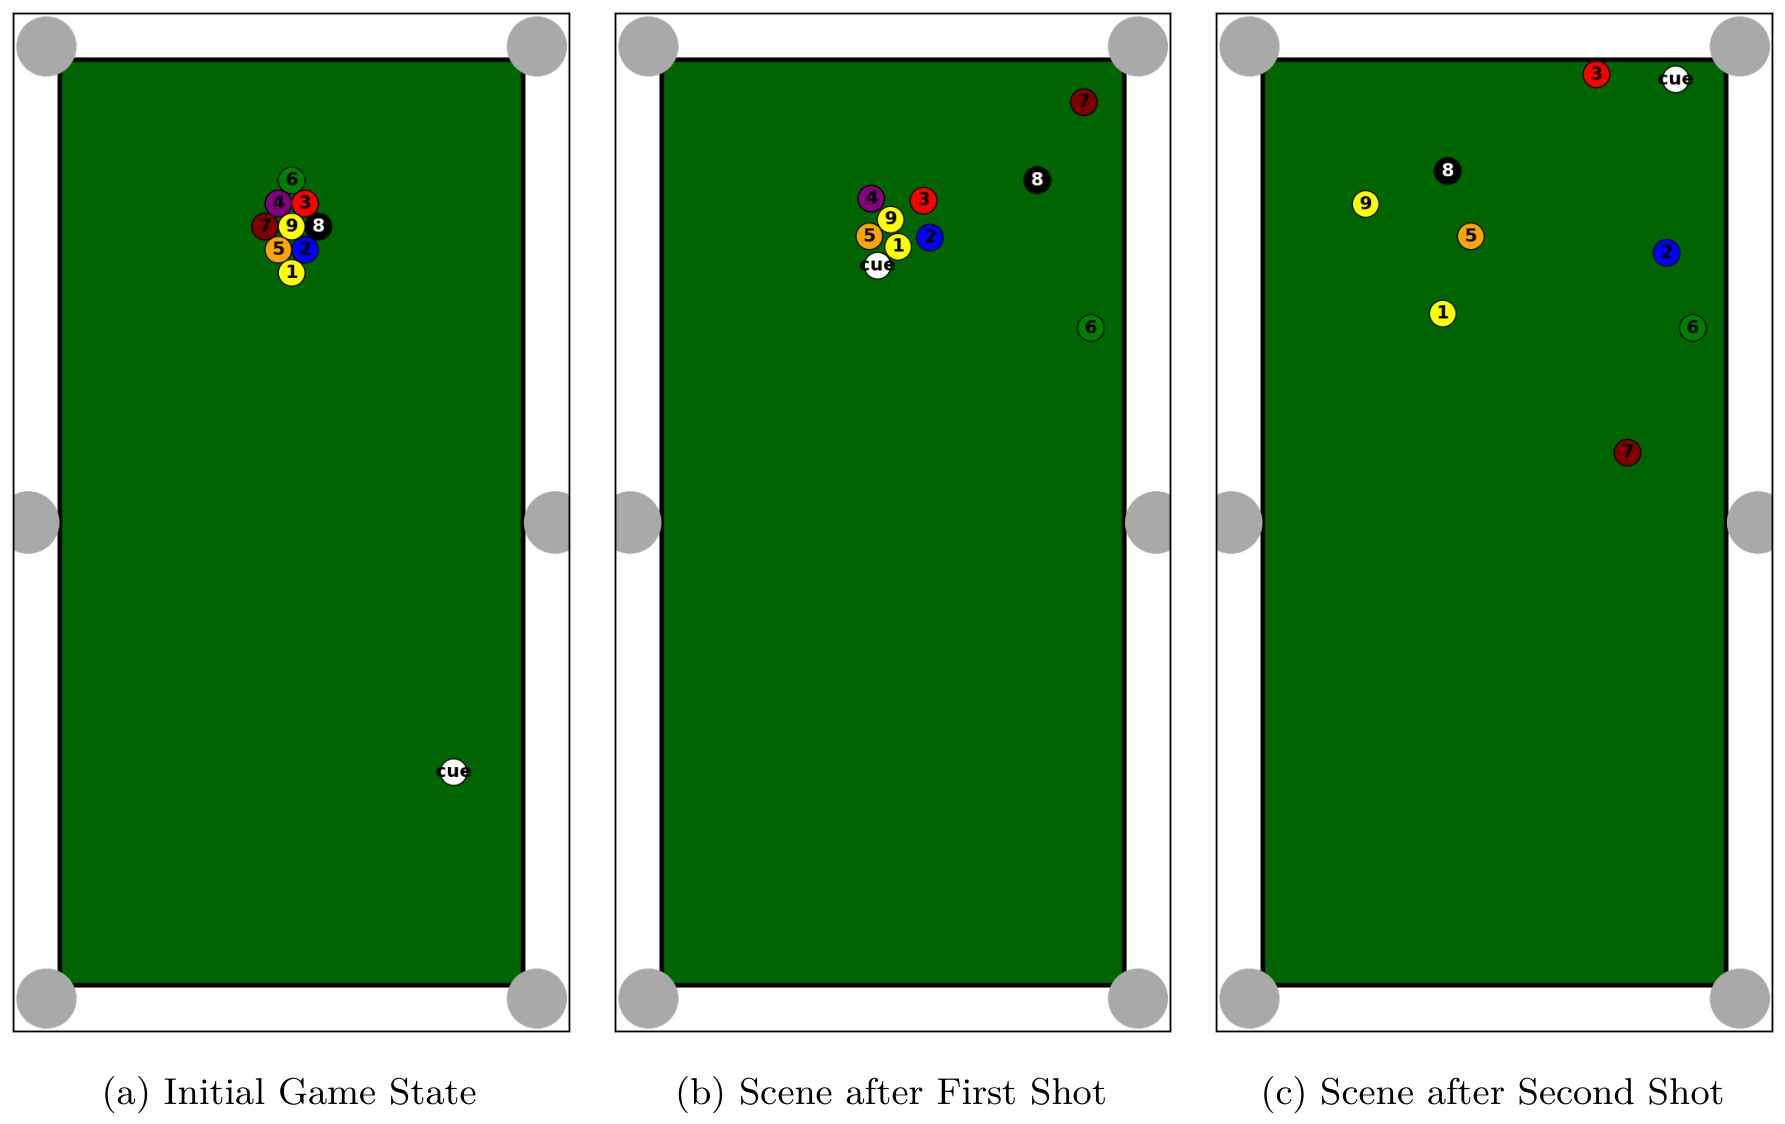 6
4 3
7 9 8
5 2
1
cue
(a) Initial Game State
7
8
4 3
9
5 1 2
cue
6
(b) Scene after First Shot
3 cue
8
9
5
2
1
6
7
(c) Scene after Second Shot